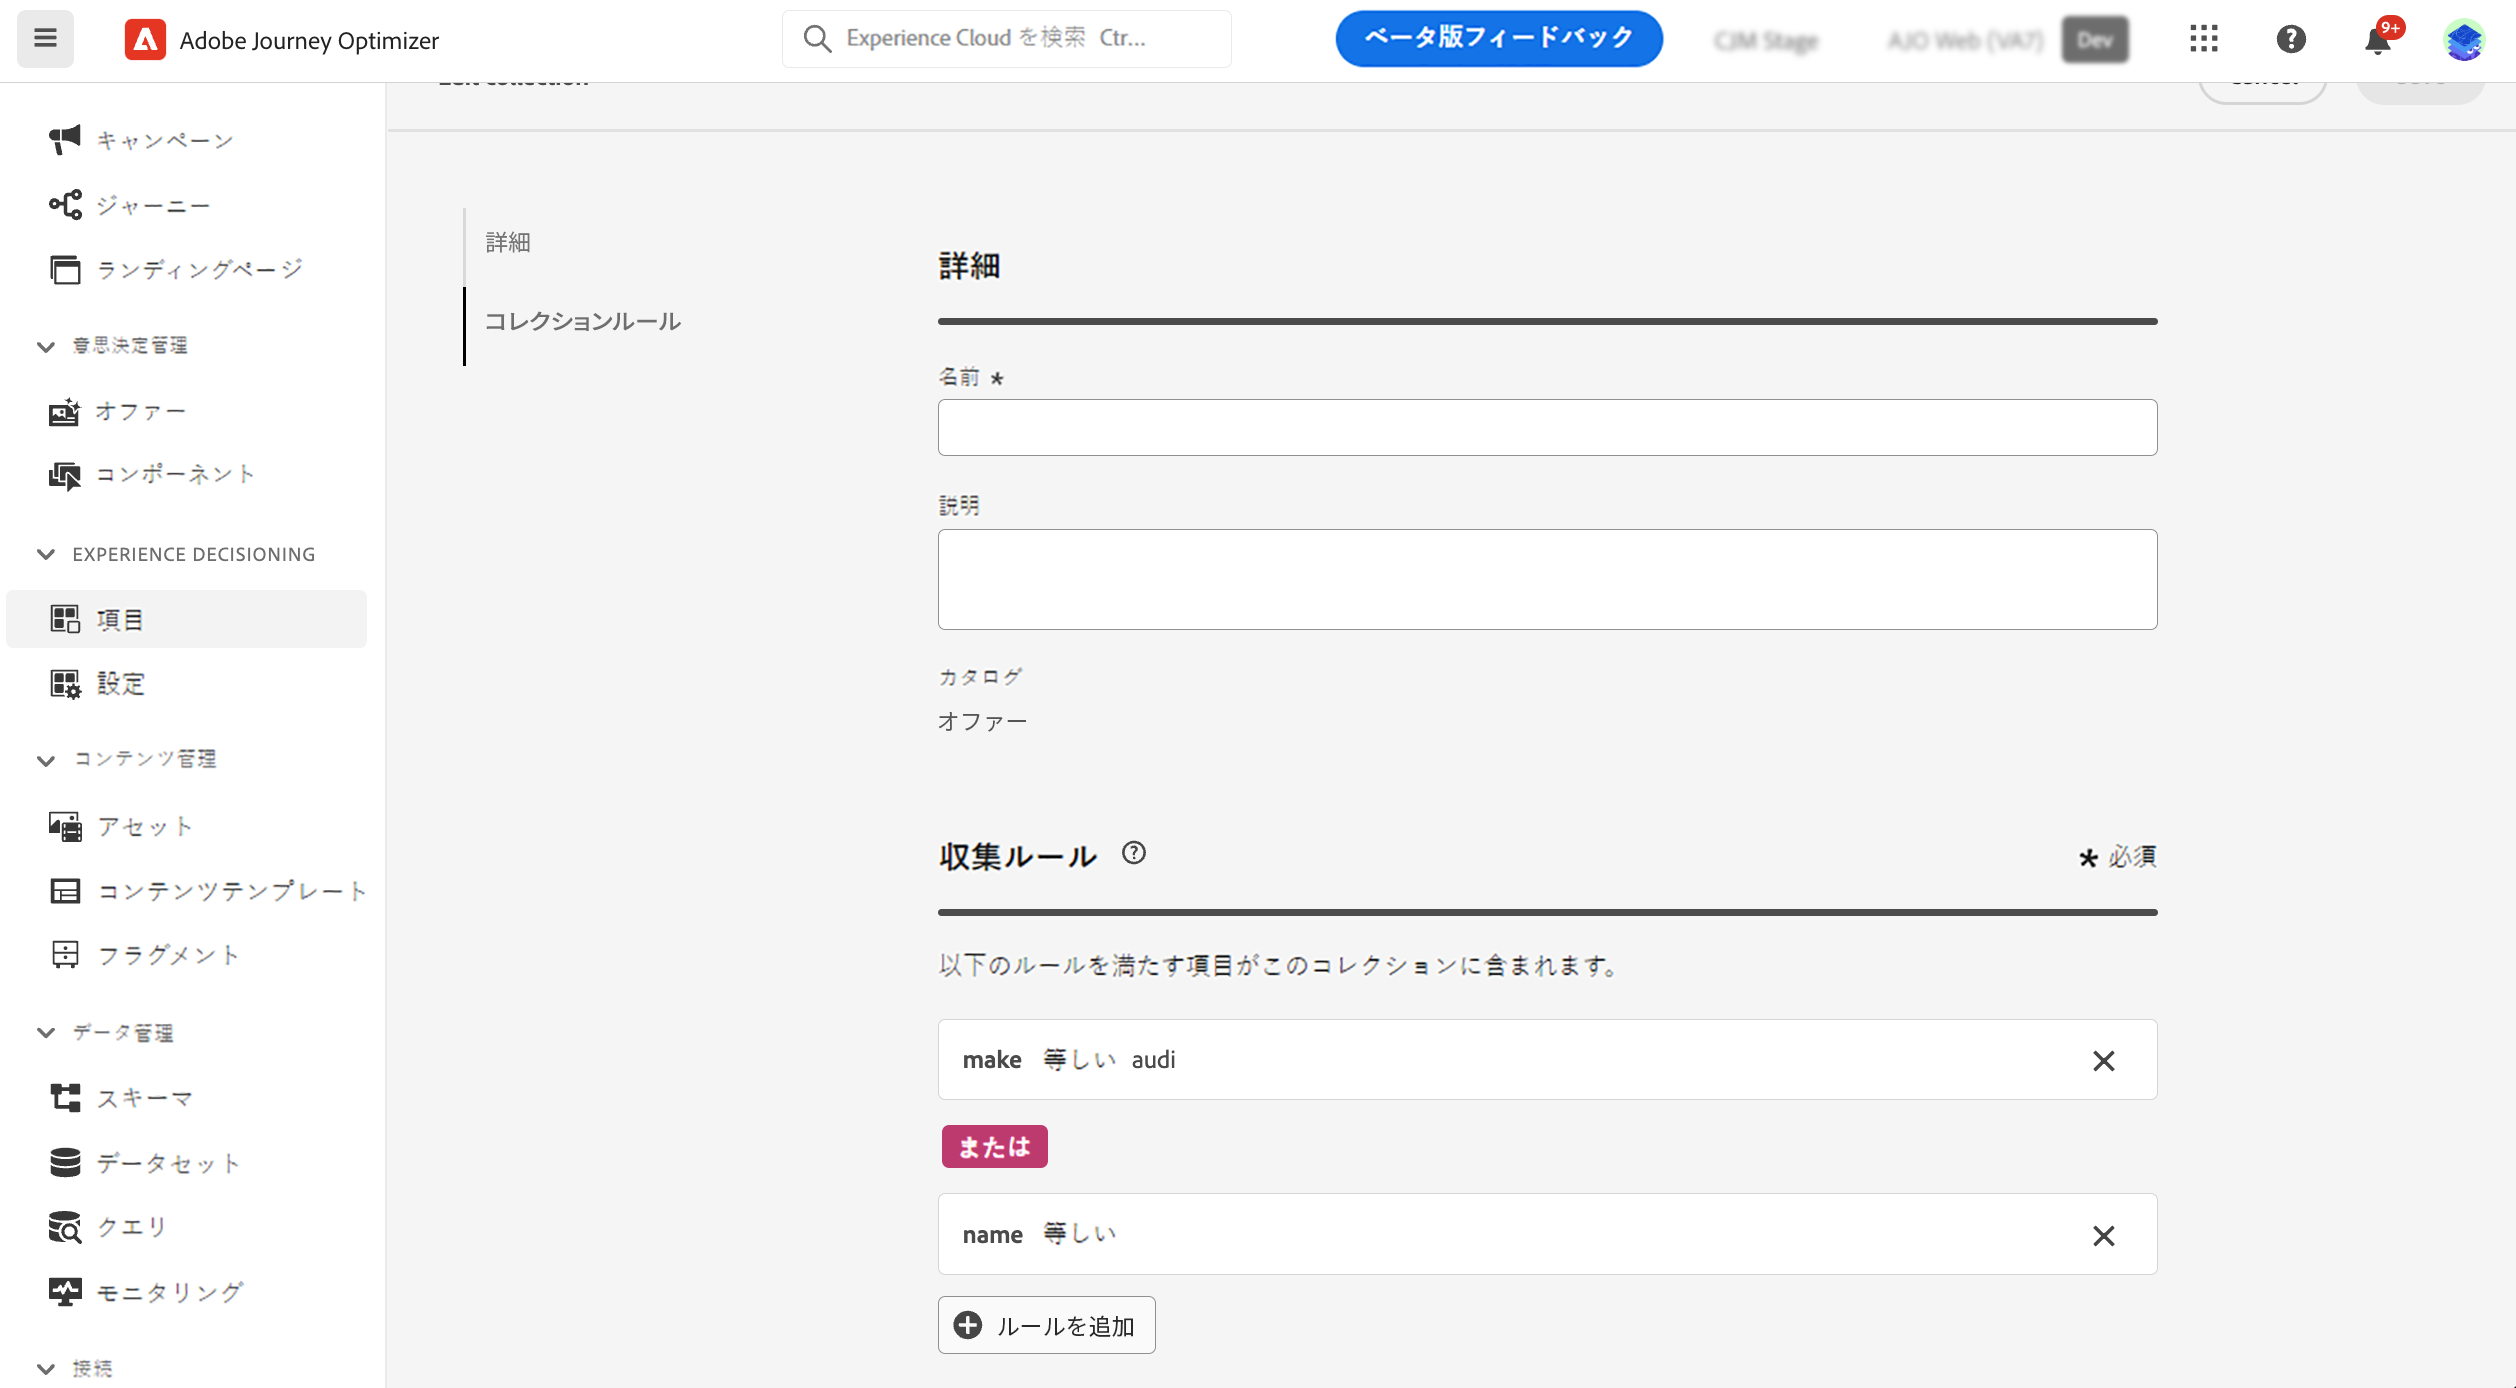 Adobe Journey Optimizer
Experience Cloud を検索 Ctr...
ベータ版フィードバック
CJM Stage
AJO Web (VA7)
Dev
9+
キャンペーン
ジャーニー
ランディングページ
意思決定管理
オファー
コンポーネント
EXPERIENCE DECISIONING
項目
設定
コンテンツ管理
アセット
コンテンツテンプレート
フラグメント
データ管理
スキーマ
データセット
クエリ
モニタリング
接続
詳細
コレクションルール
詳細
名前 *
説明
カタログ
オファー
収集ルール
* 必須
以下のルールを満たす項目がこのコレクションに含まれます。
make 等しい audi
または
name 等しい
ルールを追加